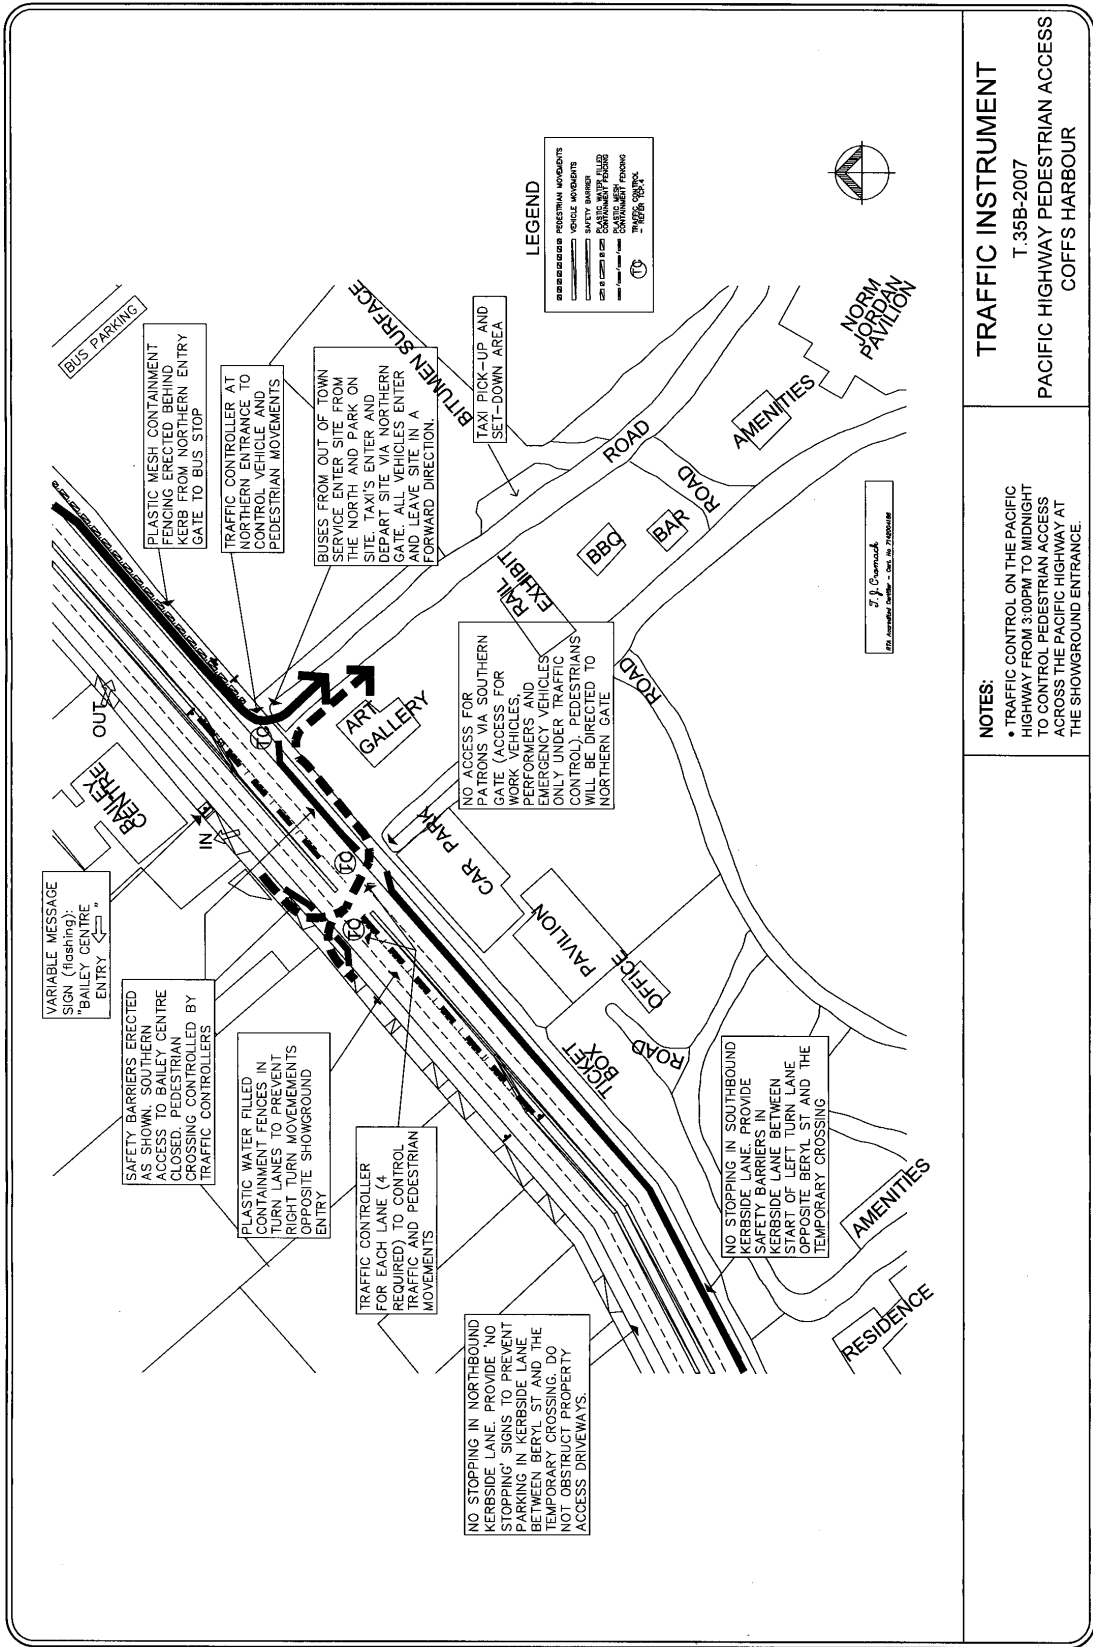 BUS PARKING
PLASTIC MESH CONTAINMENT
FENCING ERECTED BEHIND
KERB FROM NORTHERN ENTRY
GATE TO BUS STOP
TRAFFIC CONTROLLER AT
NORTHERN ENTRANCE TO
CONTROL VEHICLE AND
PEDESTRIAN MOVEMENTS
BUSES FROM OUT OF TOWN
SERVICE ENTER SITE FROM
THE NORTH AND PARK ON
SITE. TAXI'S ENTER AND
DEPART SITE VIA NORTHERN
GATE. ALL VEHICLES ENTER
AND LEAVE SITE IN A
FORWARD DIRECTION.
BITUMEN SURFACE
TAXI PICK-UP AND
SET-DOWN AREA
LEGEND
PEDESTRIAN MOVEMENTS
VEHICLE MOVEMENTS
SAFETY BARRIER
PLASTIC WATER FILLED
CONTAINMENT FENCING
PLASTIC MESH
CONTAINMENT FENCING
TC
TRAFFIC CONTROL
- REFER TCP.4
OUT
BAILEY
CENTRE
IN
TC
TC
TC
ART
GALLERY
RAIL
EXHIBIT
ROAD
ROAD
BBQ
BAR
AMENITIES
NORM
JORDAN
PAVILION
VARIABLE MESSAGE
SIGN (flashing):
"BAILEY CENTRE
ENTRY "
SAFETY BARRIERS ERECTED
AS SHOWN. SOUTHERN
ACCESS TO BAILEY CENTRE
CLOSED. PEDESTRIAN
CROSSING CONTROLLED BY
TRAFFIC CONTROLLERS
PLASTIC WATER FILLED
CONTAINMENT FENCES IN
TURN LANES TO PREVENT
RIGHT TURN MOVEMEMENTS
OPPOSITE SHOWGROUND
ENTRY
TRAFFIC CONTROLLER
FOR EACH LANE (4
REQUIRED) TO CONTROL
TRAFFIC AND PEDESTRIAN
MOVEMENTS
NO ACCESS FOR
PATRONS VIA SOUTHERN
GATE (ACCESS FOR
WORK VEHICLES,
PERFORMERS AND
EMERGENCY VEHICLES
ONLY UNDER TRAFFIC
CONTROL). PEDESTRIANS
WILL BE DIRECTED TO
NORTHERN GATE
CAR PARK
PAVILION
OFFICE
TICKET
BOX
ROAD
ROAD
NO STOPPING IN NORTHBOUND
KERBSIDE LANE. PROVIDE 'NO
STOPPING' SIGNS TO PREVENT
PARKING IN KERBSIDE LANE
BETWEEN BERYL ST AND THE
TEMPORARY CROSSING. DO
NOT OBSTRUCT PROPERTY
ACCESS DRIVEWAYS.
NO STOPPING IN SOUTHBOUND
KERBSIDE LANE. PROVIDE
SAFETY BARRIERS IN
KERBSIDE LANE BETWEEN
START OF LEFT TURN LANE
OPPOSITE BERYL ST AND THE
TEMPORARY CROSSING
AMENITIES
RESIDENCE
T. J. Cromack
NOTES:
• TRAFFIC CONTROL ON THE PACIFIC
HIGHWAY FROM 3:00PM TO MIDNIGHT
TO CONTROL PEDESTRIAN ACCESS
ACROSS THE PACIFIC HIGHWAY AT
THE SHOWGROUND ENTRANCE.
TRAFFIC INSTRUMENT
T.35B-2007
PACIFIC HIGHWAY PEDESTRIAN ACCESS
COFFS HARBOUR